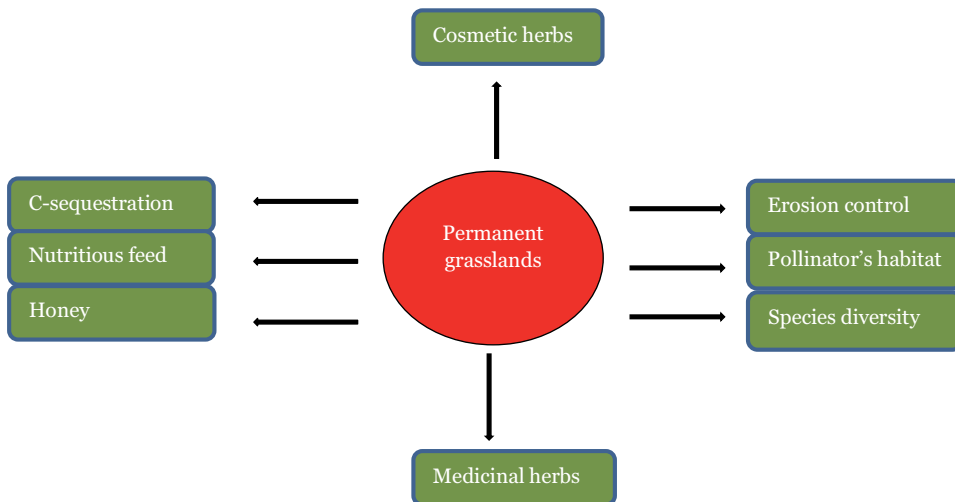 Cosmetic herbs
C-sequestration
Nutritious feed
Honey
Permanent
grasslands
Erosion control
Pollinator's habitat
Species diversity
Medicinal herbs